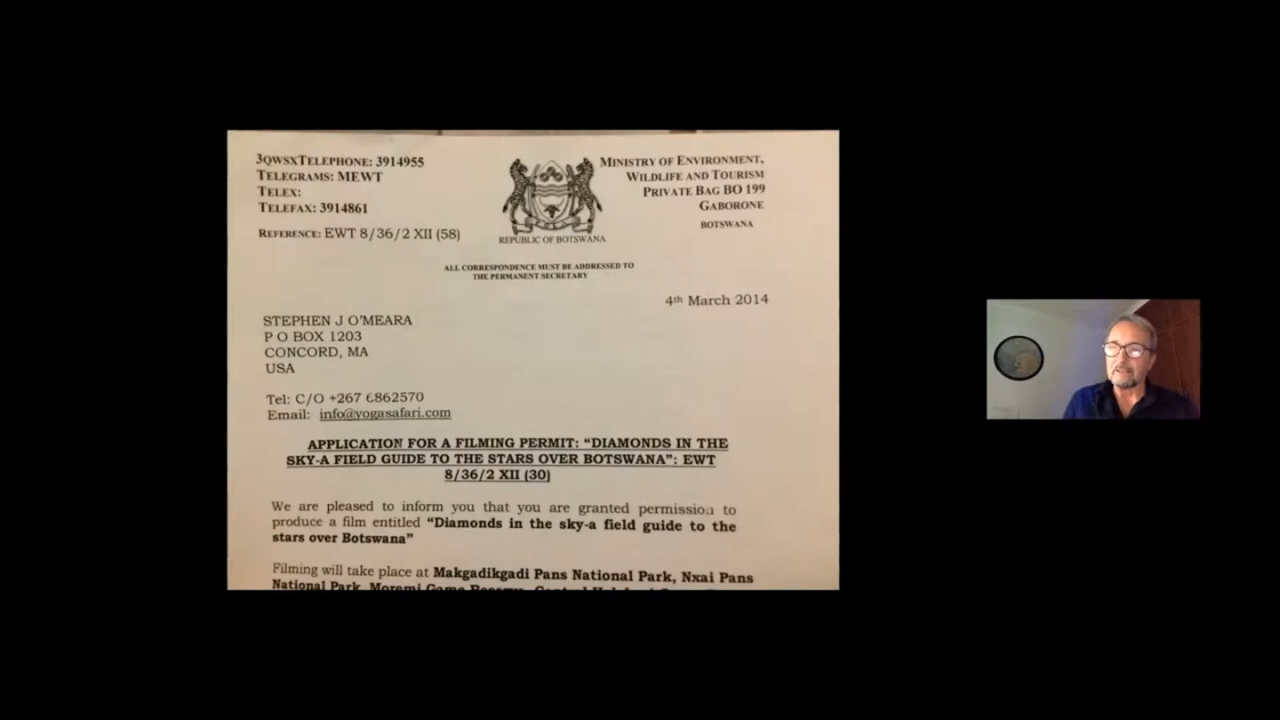 3QWSXTELEPHONE: 3914955
TELEGRAMS: MEWT
TELEX:
TELEFAX: 3914861
REFERENCE: EWT 8/36/2 XII (58)
REPUBLIC OF BOTSWANA
MINISTRY OF ENVIRONMENT,
WILDLIFE AND TOURISM
PRIVATE BAG BO 199
GABORONE
BOTSWANA
ALL CORRESPONDENCE MUST BE ADDRESSED TO
THE PERMANENT SECRETARY
4th March 2014
STEPHEN J O'MEARA
P O BOX 1203
CONCORD, MA
USA
Tel: C/O +267 6862570
Email: info@yogasafari.com
APPLICATION FOR A FILMING PERMIT: “DIAMONDS IN THE
SKY-A FIELD GUIDE TO THE STARS OVER BOTSWANA”: EWT
8/36/2 XII (30)
We are pleased to inform you that you are granted permission to
produce a film entitled “Diamonds in the sky-a field guide to the
stars over Botswana”
Filming will take place at Makgadikgadi Pans National Park, Nxai Pans
National Park, Moremi Game Reserve, Central